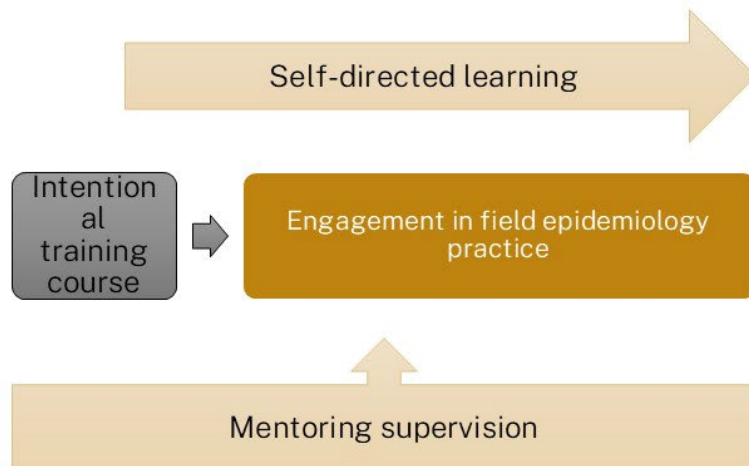 Self-directed learning
Intention
al
training
course
Engagement in field epidemiology
practice
Mentoring supervision